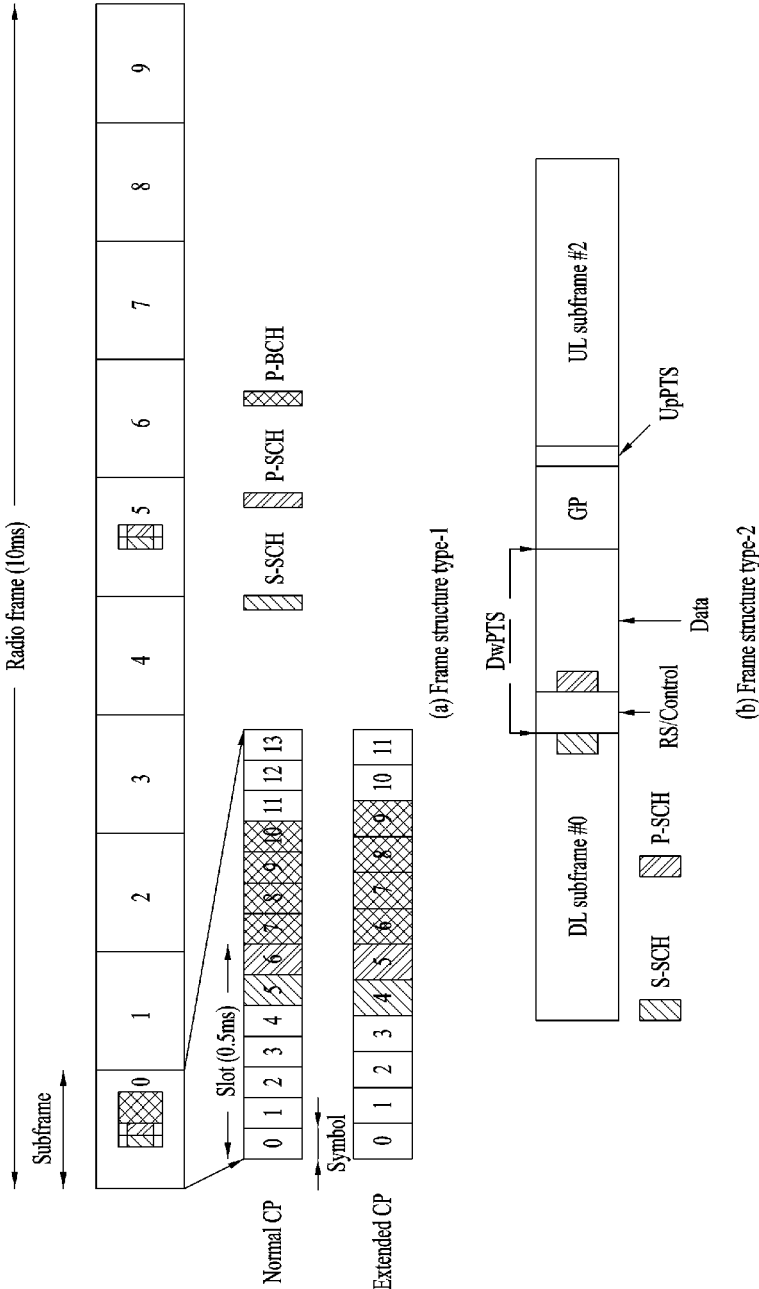 Radio frame (10ms)
Subframe
0 1 2 3 4 5 6 7 8 9
Slot (0.5ms)
Normal CP
0 1 2 3 4 5 6 7 8 9 10 11 12 13
Symbol
S-SCH P-SCH P-BCH
Extended CP
0 1 2 3 4 5 6 7 8 9 10 11
(a) Frame structure type-1
DwPTS
DL subframe #0 GP UL subframe #2
S-SCH P-SCH RS/Control Data UpPTS
(b) Frame structure type-2